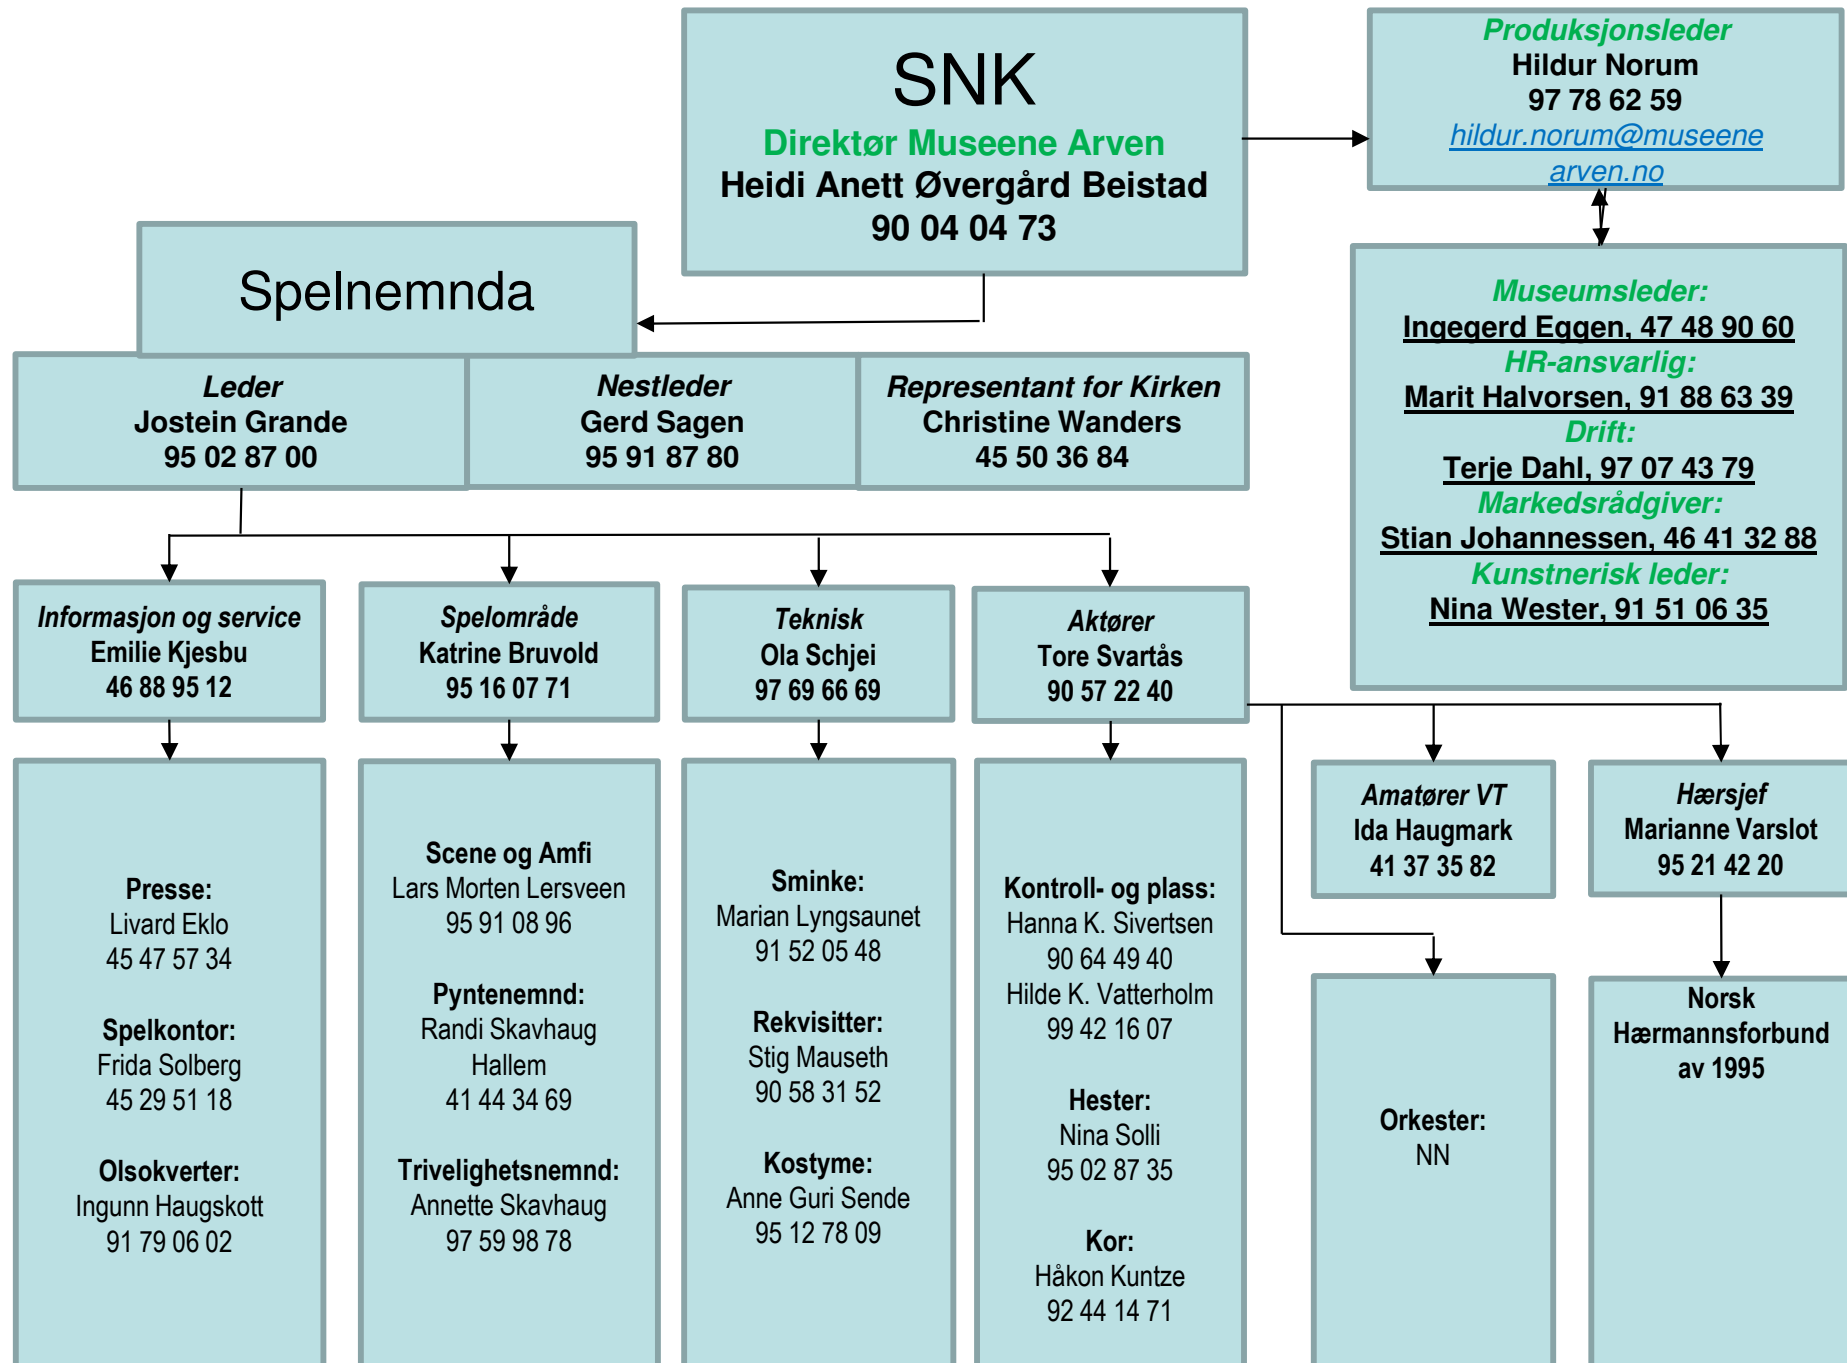 SNK
Direktør Museene Arven
Heidi Anett Øvergård Beistad
90 04 04 73
Produksjonsleder
Hildur Norum
97 78 62 59
hildur.norum@museene
arven.no
Spelnemnda
Museumsleder:
Ingegerd Eggen, 47 48 90 60
HR-ansvarlig:
Marit Halvorsen, 91 88 63 39
Drift:
Terje Dahl, 97 07 43 79
Markedsrådgiver:
Stian Johannessen, 46 41 32 88
Kunstnerisk leder:
Nina Wester, 91 51 06 35
Leder
Jostein Grande
95 02 87 00
Nestleder
Gerd Sagen
95 91 87 80
Representant for Kirken
Christine Wanders
45 50 36 84
Informasjon og service
Emilie Kjesbu
46 88 95 12
Spelområde
Katrine Bruvold
95 16 07 71
Teknisk
Ola Schjei
97 69 66 69
Aktører
Tore Svartås
90 57 22 40
Presse:
Livard Eklo
45 47 57 34
Spelkontor:
Frida Solberg
45 29 51 18
Olsokverter:
Ingunn Haugskott
91 79 06 02
Scene og Amfi
Lars Morten Lersveen
95 91 08 96
Pyntenemnd:
Randi Skavhaug
Hallem
41 44 34 69
Trivelighetsnemnd:
Annette Skavhaug
97 59 98 78
Sminke:
Marian Lyngsaunet
91 52 05 48
Rekvisitter:
Stig Mauseth
90 58 31 52
Kostyme:
Anne Guri Sende
95 12 78 09
Kontroll- og plass:
Hanna K. Sivertsen
90 64 49 40
Hilde K. Vatterholm
99 42 16 07
Hester:
Nina Solli
95 02 87 35
Kor:
Håkon Kuntze
92 44 14 71
Amatører VT
Ida Haugmark
41 37 35 82
Hærsjef
Marianne Varslot
95 21 42 20
Orkester:
NN
Norsk
Hærmannsforbund
av 1995